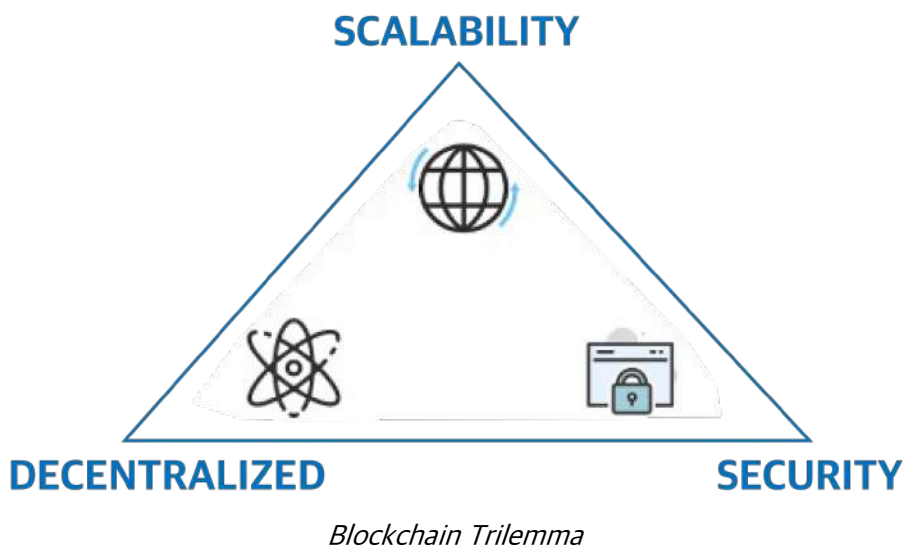 SCALABILITY
DECENTRALIZED
SECURITY
Blockchain Trilemma